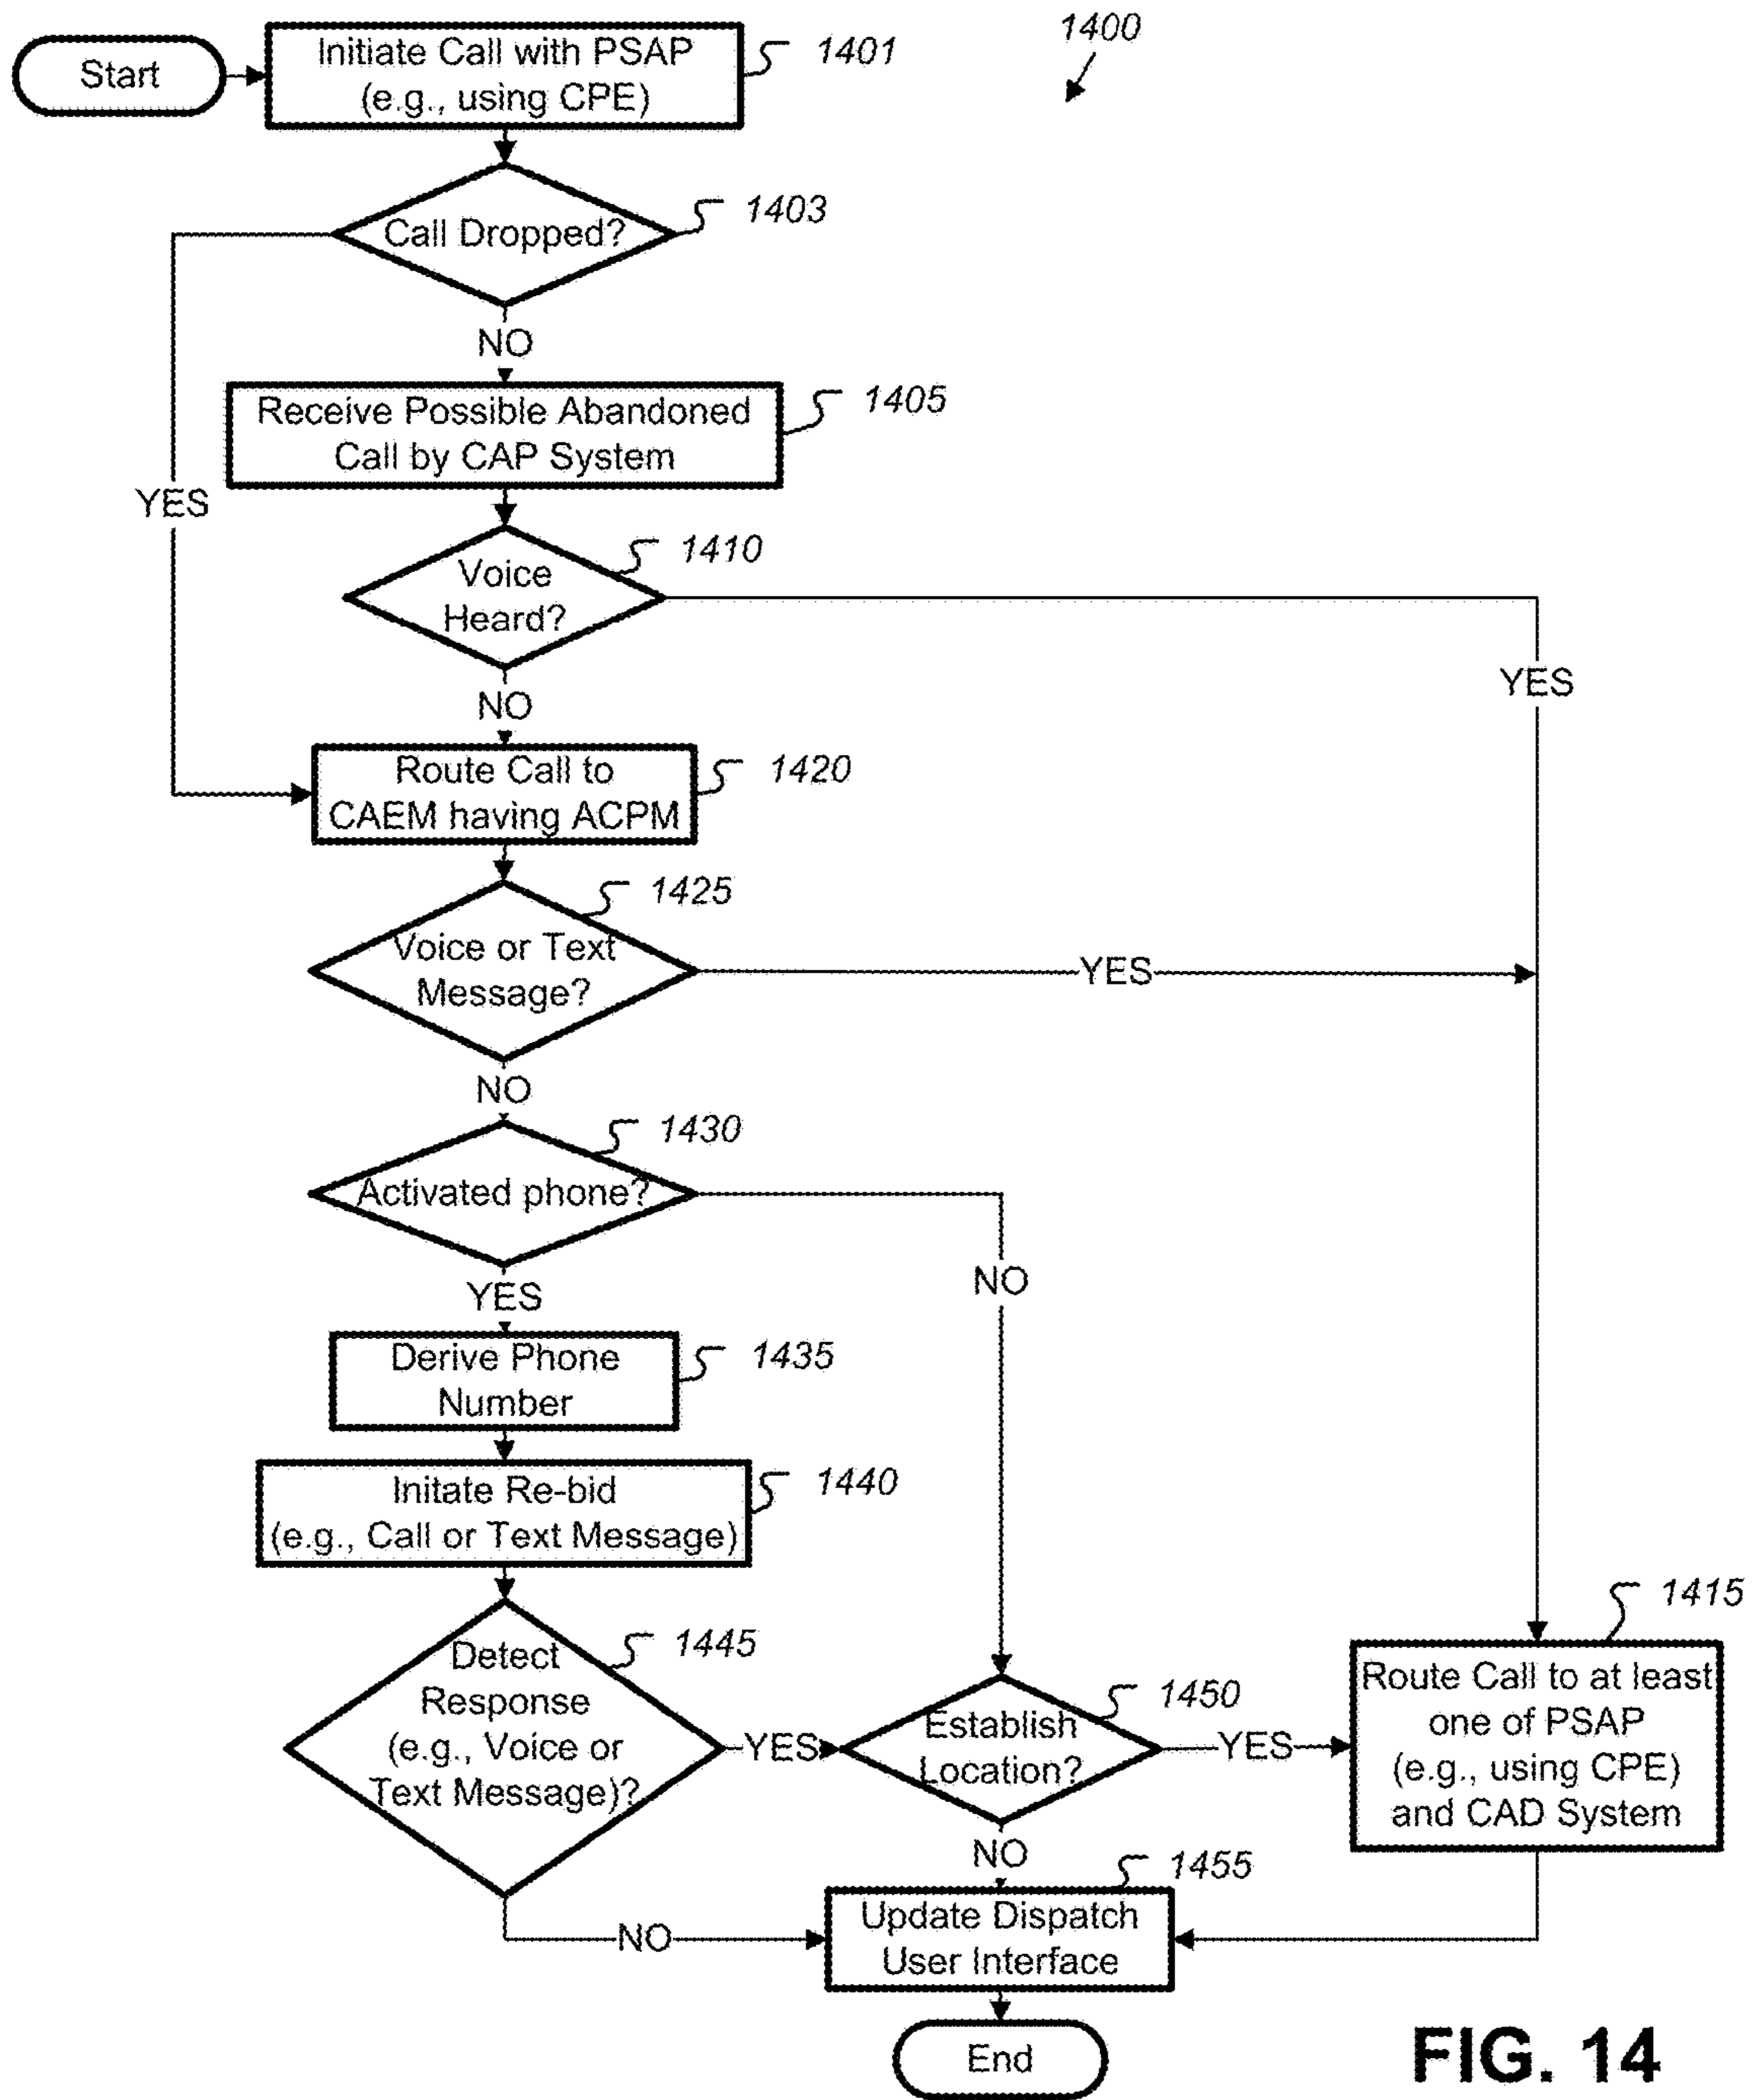 1400
Start
Initiate Call with PSAP
(e.g., using CPE)
1401
Call Dropped?
1403
YES
NO
Receive Possible Abandoned
Call by CAP System
1405
Voice
Heard?
1410
YES
NO
Route Call to
CAEM having ACPM
1420
Voice or Text
Message?
1425
YES
NO
Activated phone?
1430
NO
YES
Derive Phone
Number
1435
Initate Re-bid
(e.g., Call or Text Message)
1440
Detect
Response
(e.g., Voice or
Text Message)?
1445
YES
NO
Establish
Location?
1450
YES
NO
Route Call to at least
one of PSAP
(e.g., using CPE)
and CAD System
1415
Update Dispatch
User Interface
1455
End
FIG. 14